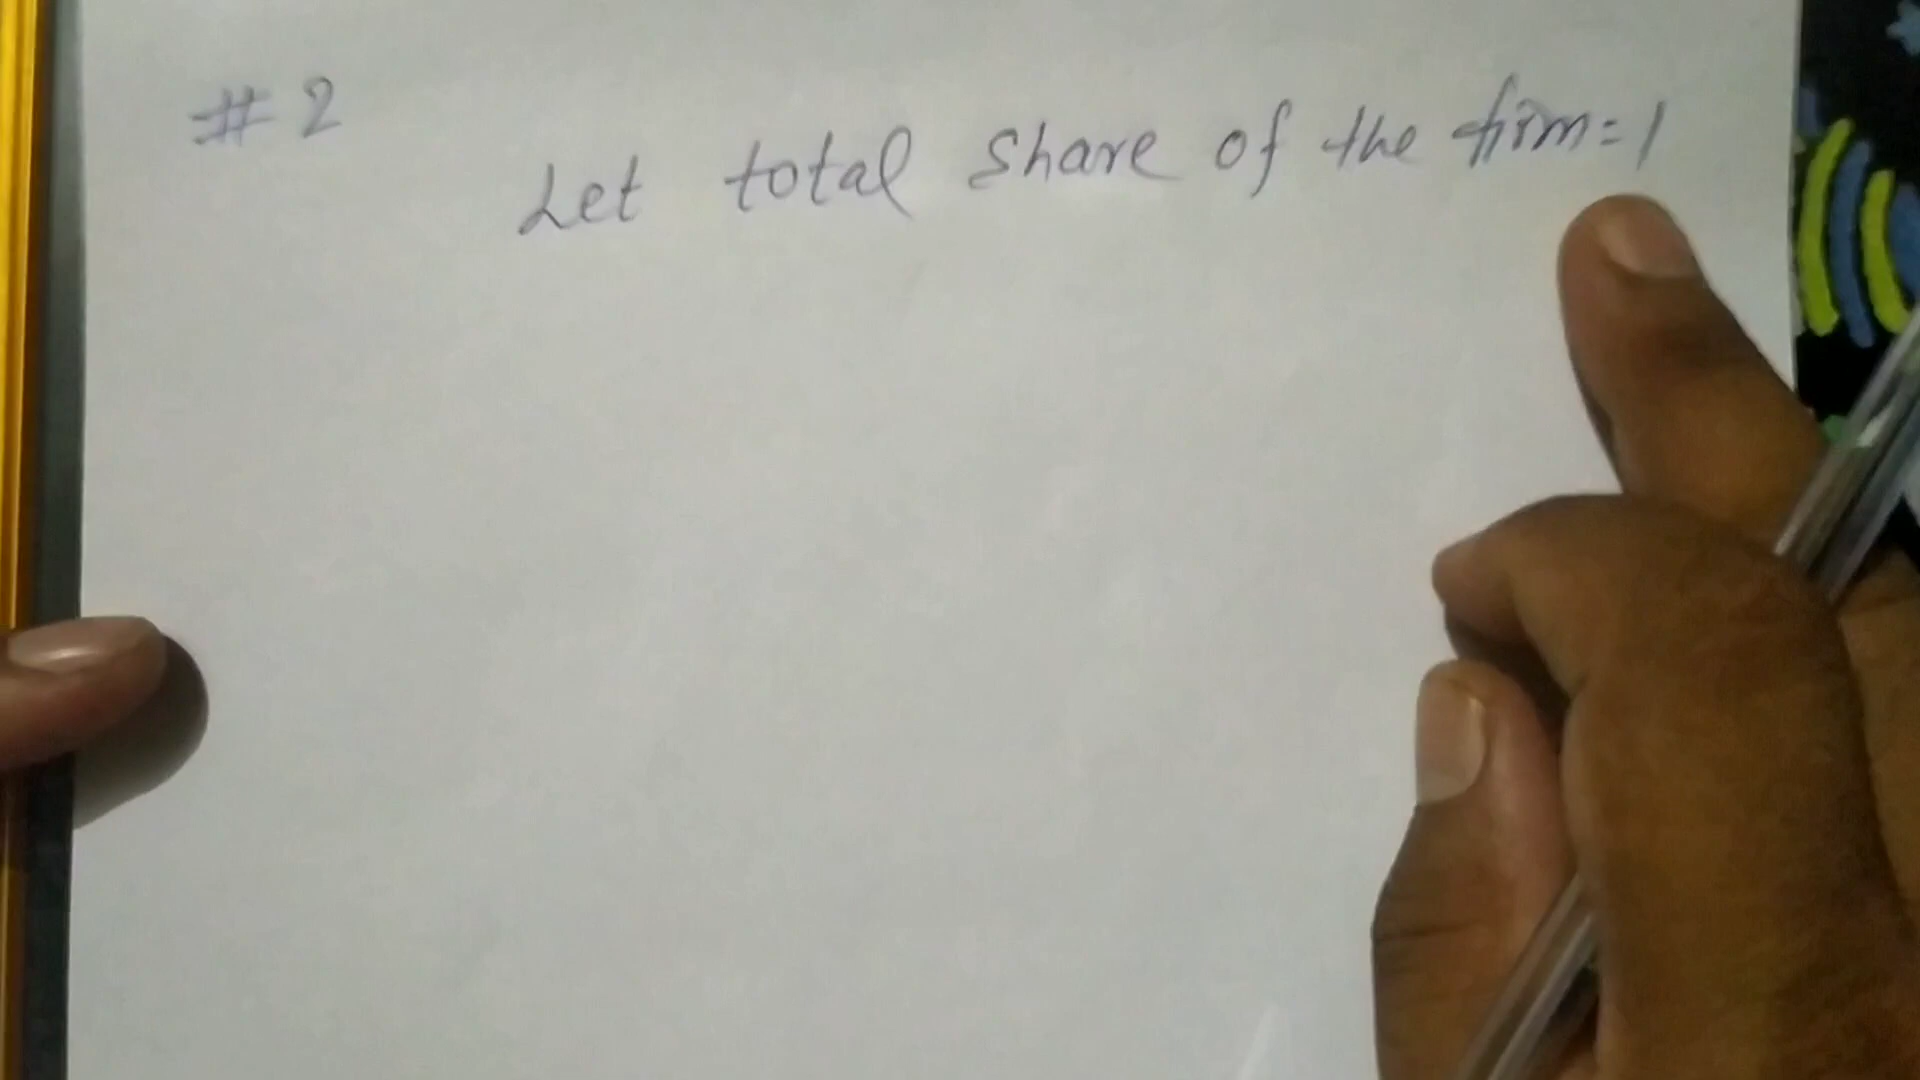 #2
Let total share of the firm=1